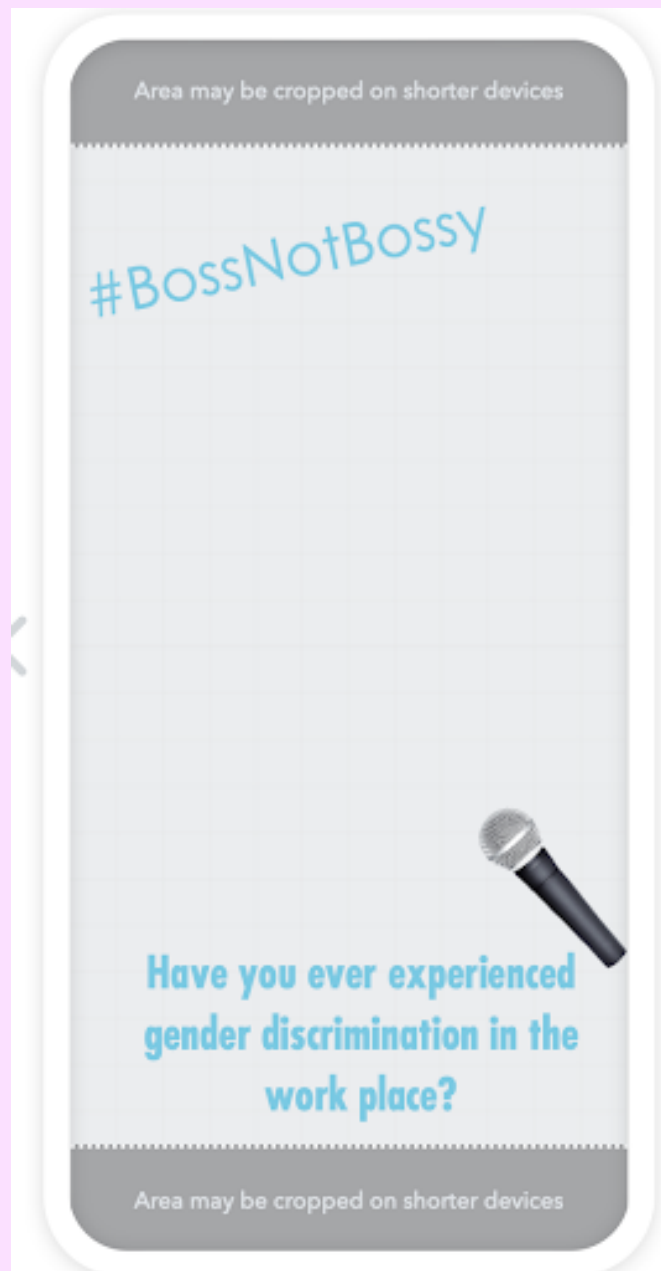 Area may be cropped on shorter devices
#BossNotBossy
Have you ever experienced
gender discrimination in the
work place?
Area may be cropped on shorter devices